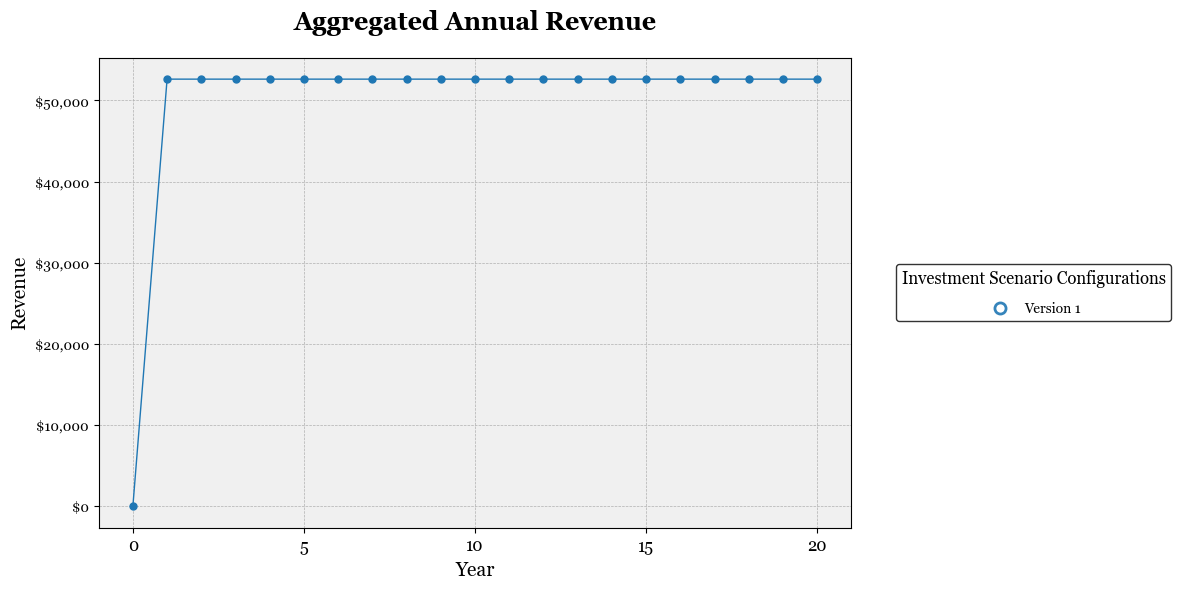 Aggregated Annual Revenue
Revenue
$50,000
$40,000
$30,000
$20,000
$10,000
$0
0 5 10 15 20
Year
Investment Scenario Configurations
Version 1